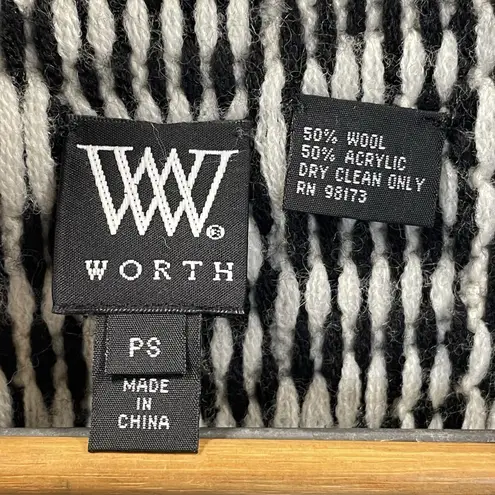 W
®
WORTH
PS
MADE
IN
CHINA
50% WOOL
50% ACRYLIC
DRY CLEAN ONLY
RN 98173